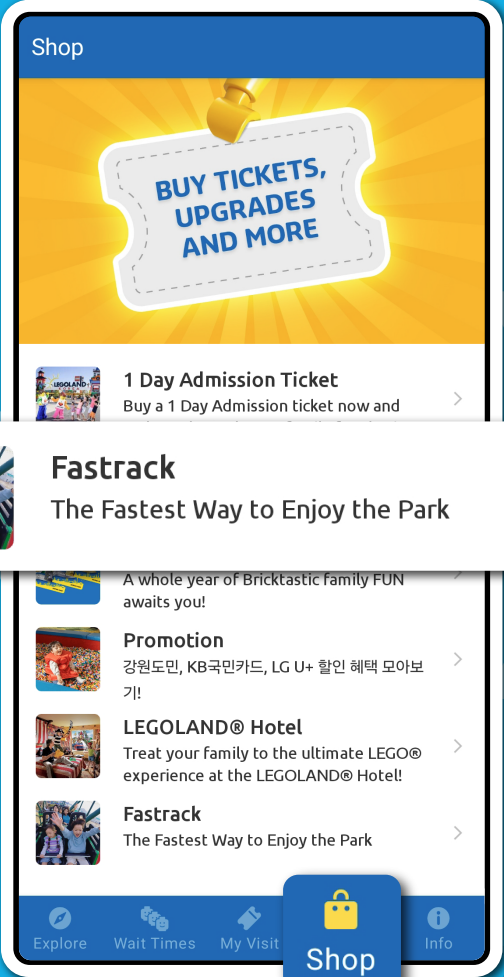 Shop
BUY TICKETS,
UPGRADES
AND MORE
LEGOLAND
1 Day Admission Ticket
Buy a 1 Day Admission ticket now and
Fastrack
The Fastest Way to Enjoy the Park
A whole year of Bricktastic family FUN
awaits you!
Promotion
강원도민, KB국민카드, LG U+ 할인 혜택 모아보
기!
LEGOLAND® Hotel
Treat your family to the ultimate LEGO®
experience at the LEGOLAND® Hotel!
Fastrack
The Fastest Way to Enjoy the Park
Explore
Wait Times
My Visit
Shop
Info